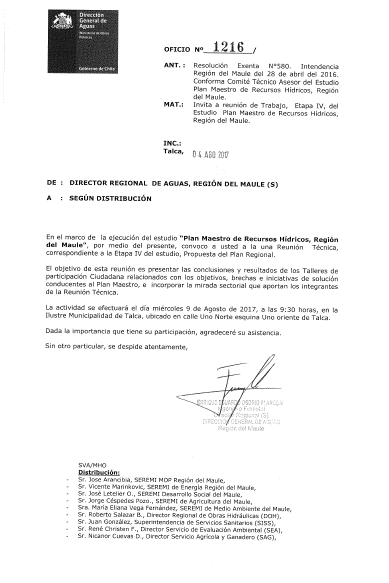 Dirección
General de
Aguas
Ministerio de Obras
Públicas
Gobierno de Chile
OFICIO Nº 1216 /
ANT. : Resolución Exenta N°580. Intendencia
Región del Maule del 28 de abril del 2016.
Conforma Comité Técnico Asesor del Estudio
Plan Maestro de Recursos Hídricos, Región
del Maule.
MAT.: Invita a reunión de Trabajo, Etapa IV, del
Estudio Plan Maestro de Recursos Hídricos,
Región del Maule.
INC.:
Talca, 04 AGO 2017
DE : DIRECTOR REGIONAL DE AGUAS, REGIÓN DEL MAULE (S)
A : SEGÚN DISTRIBUCIÓN
En el marco de la ejecución del estudio "Plan Maestro de Recursos Hídricos, Región
del Maule", por medio del presente, convoco a usted a una Reunión Técnica,
correspondiente a la Etapa IV del estudio, Propuesta del Plan Regional.
El objetivo de esta reunión es presentar las conclusiones y resultados de los Talleres de
participación Ciudadana relacionados con los objetivos, brechas e iniciativas de solución
conducentes al Plan Maestro, e incorporar la mirada sectorial que aportan los integrantes
de la Reunión Técnica.
La actividad se efectuará el día miércoles 9 de Agosto de 2017, a las 9:30 horas, en la
Ilustre Municipalidad de Talca, ubicado en calle Uno Norte esquina Uno oriente de Talca.
Dada la importancia que tiene su participación, agradeceré su asistencia.
Sin otro particular, se despide atentamente,
EDUARDO OSORIO
Director Regional (S)
DIRECCIÓN GENERAL DE AGUAS
Región del Maule
SVA/MHO
Distribución:
- Sr. Jose Arancibia, SEREMI MOP Región del Maule,
- Sr. Vicente Marinkovic, SEREMI de Energía Región del Maule,
- Sr. José Letelier O., SEREMI Desarrollo Social del Maule,
- Sr. Jorge Céspedes Pozo., SEREMI de Agricultura del Maule,
- Sra. María Eliana Vega Fernández, SEREMI de Medio Ambiente del Maule,
- Sr. Roberto Salazar B., Director Regional de Obras Hidráulicas (DOH),
- Sr. Juan González, Superintendencia de Servicios Sanitarios (SISS),
- Sr. René Christen F., Director Servicio de Evaluación Ambiental (SEA),
- Sr. Nicanor Cuevas D., Director Servicio Agrícola y Ganadero (SAG),